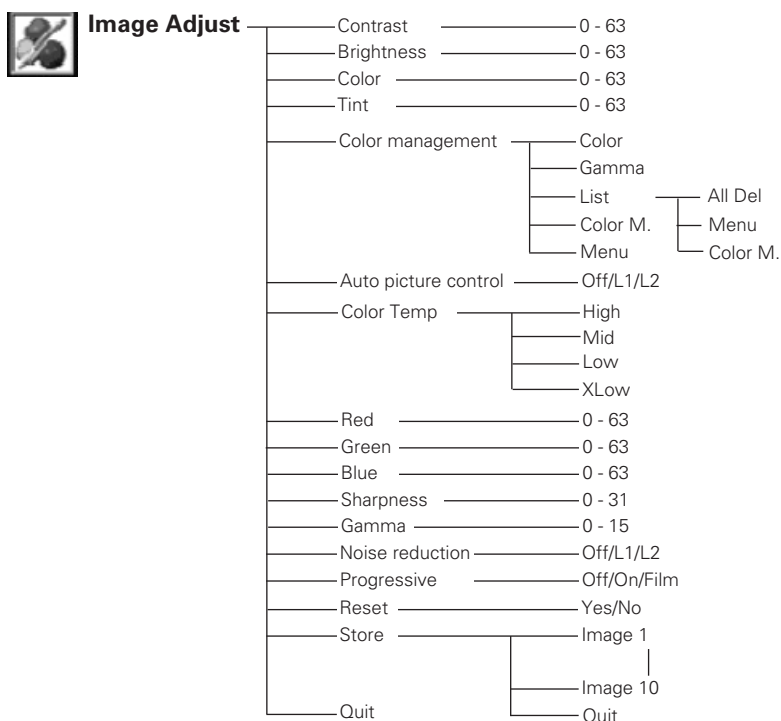 Image Adjust
Contrast 0 - 63
Brightness 0 - 63
Color 0 - 63
Tint 0 - 63
Color management Color
Gamma
List All Del
Color M. Menu
Menu Color M.
Auto picture control Off/L1/L2
Color Temp High
Mid
Low
XLow
Red 0 - 63
Green 0 - 63
Blue 0 - 63
Sharpness 0 - 31
Gamma 0 - 15
Noise reduction Off/L1/L2
Progressive Off/On/Film
Reset Yes/No
Store Image 1
Image 10
Quit Quit